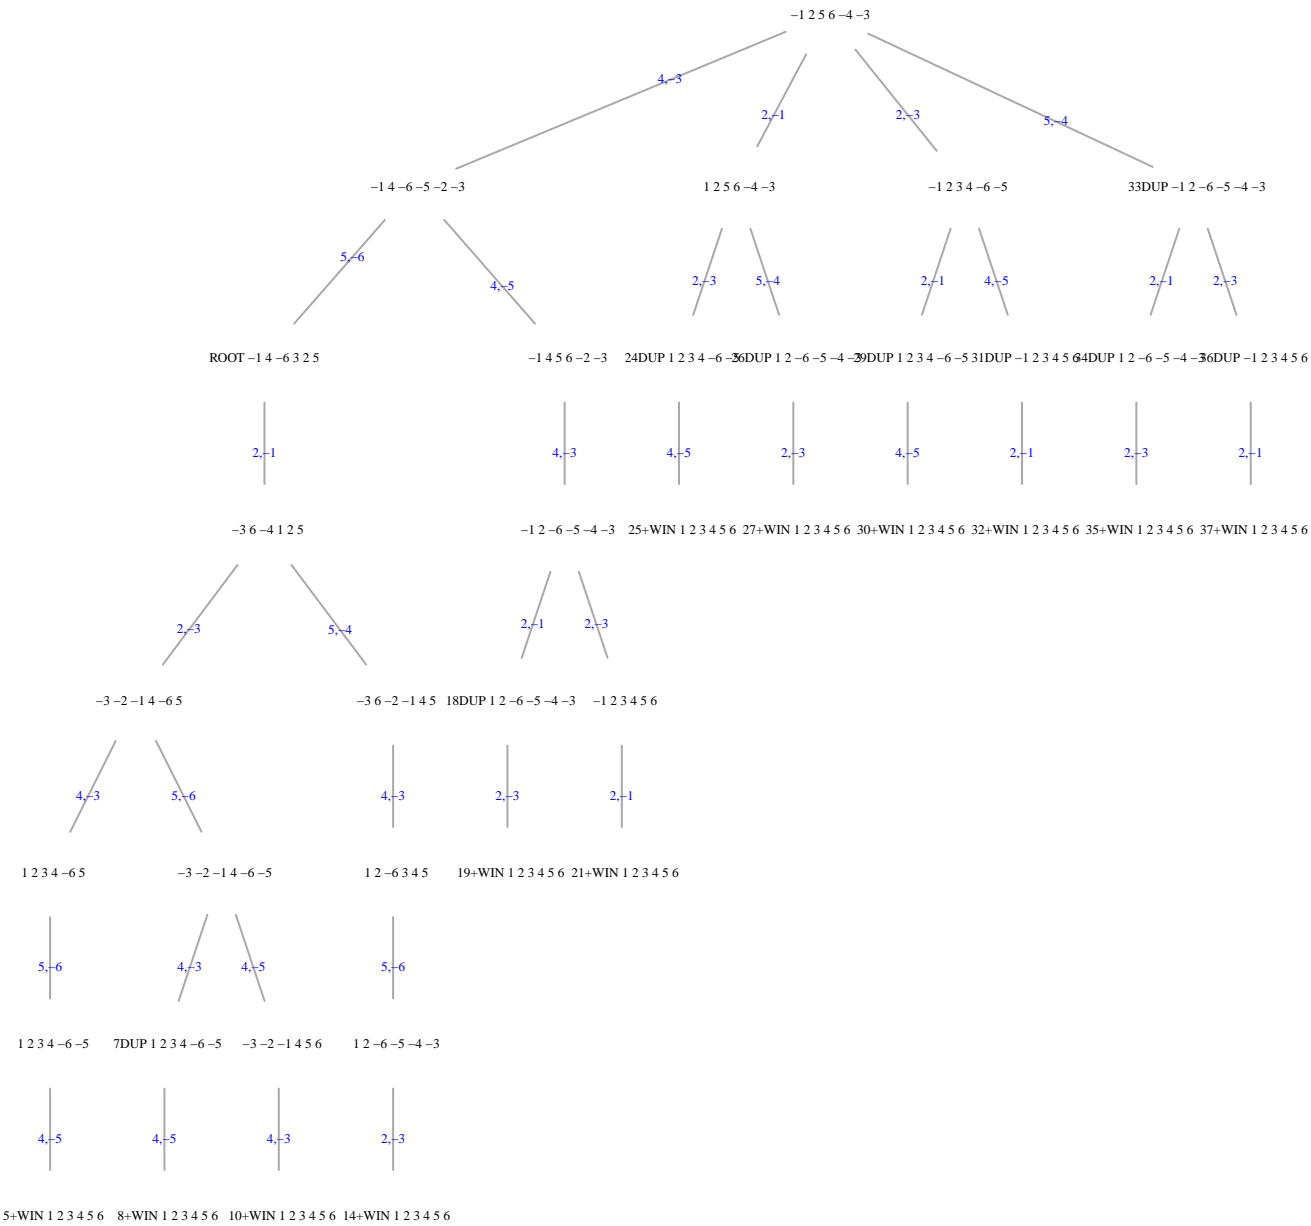 −1 2 5 6 −4 −3
4,−3
2,−1
2,−3
5,−4
−1 4 −6 −5 −2 −3
1 2 5 6 −4 −3
−1 2 3 4 −6 −5
33DUP −1 2 −6 −5 −4 −3
5,−6
4,−5
2,−3
5,−4
2,−1
4,−5
2,−1
2,−3
ROOT −1 4 −6 3 2 5
−1 4 5 6 −2 −3
24DUP 1 2 3 4 −6 −5
26DUP 1 2 −6 −5 −4 −3
29DUP 1 2 3 4 −6 −5
31DUP −1 2 3 4 5 6
34DUP 1 2 −6 −5 −4 −3
36DUP −1 2 3 4 5 6
2,−1
4,−3
4,−5
2,−3
4,−5
2,−1
2,−3
2,−1
−3 6 −4 1 2 5
−1 2 −6 −5 −4 −3
25+WIN 1 2 3 4 5 6
27+WIN 1 2 3 4 5 6
30+WIN 1 2 3 4 5 6
32+WIN 1 2 3 4 5 6
35+WIN 1 2 3 4 5 6
37+WIN 1 2 3 4 5 6
2,−3
5,−4
2,−1
2,−3
−3 −2 −1 4 −6 5
−3 6 −2 −1 4 5
18DUP 1 2 −6 −5 −4 −3
−1 2 3 4 5 6
4,−3
5,−6
4,−3
2,−3
2,−1
1 2 3 4 −6 5
−3 −2 −1 4 −6 −5
1 2 −6 3 4 5
19+WIN 1 2 3 4 5 6
21+WIN 1 2 3 4 5 6
5,−6
4,−3
4,−5
5,−6
1 2 3 4 −6 −5
7DUP 1 2 3 4 −6 −5
−3 −2 −1 4 5 6
1 2 −6 −5 −4 −3
4,−5
4,−5
4,−3
2,−3
5+WIN 1 2 3 4 5 6
8+WIN 1 2 3 4 5 6
10+WIN 1 2 3 4 5 6
14+WIN 1 2 3 4 5 6